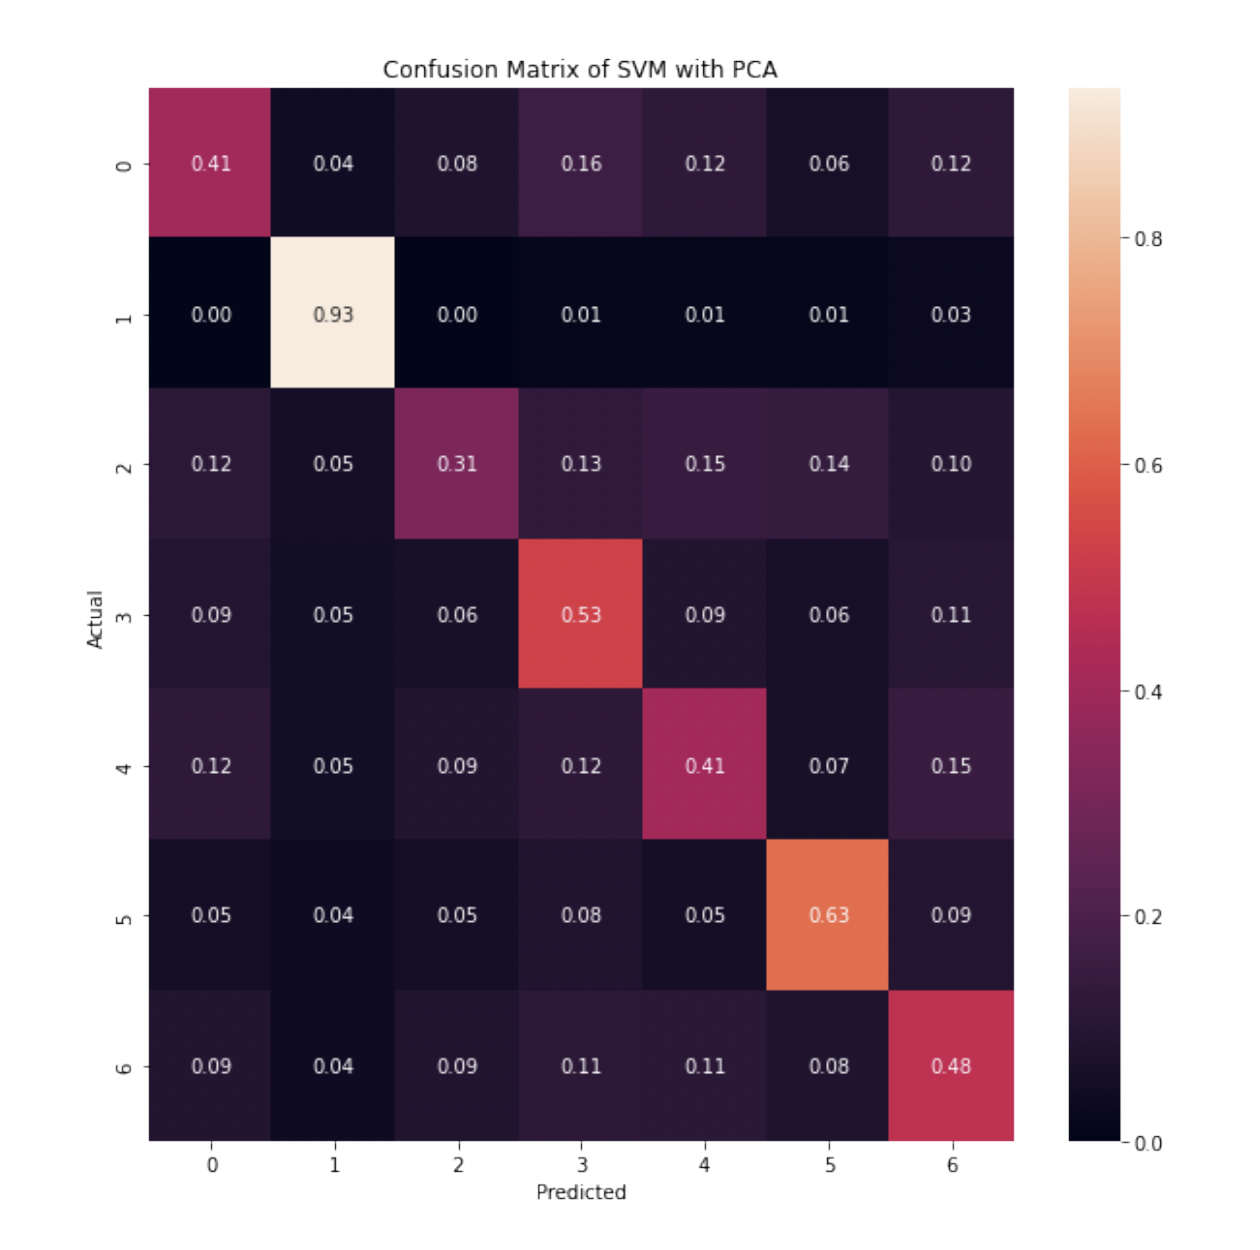 Confusion Matrix of SVM with PCA
0 0.41 0.04 0.08 0.16 0.12 0.06 0.12
1 0.00 0.93 0.00 0.01 0.01 0.01 0.03
2 0.12 0.05 0.31 0.13 0.15 0.14 0.10
3 0.09 0.05 0.06 0.53 0.09 0.06 0.11
4 0.12 0.05 0.09 0.12 0.41 0.07 0.15
5 0.05 0.04 0.05 0.08 0.05 0.63 0.09
6 0.09 0.04 0.09 0.11 0.11 0.08 0.48
0 1 2 3 4 5 6
Predicted
Actual
0.8
0.6
0.4
0.2
0.0